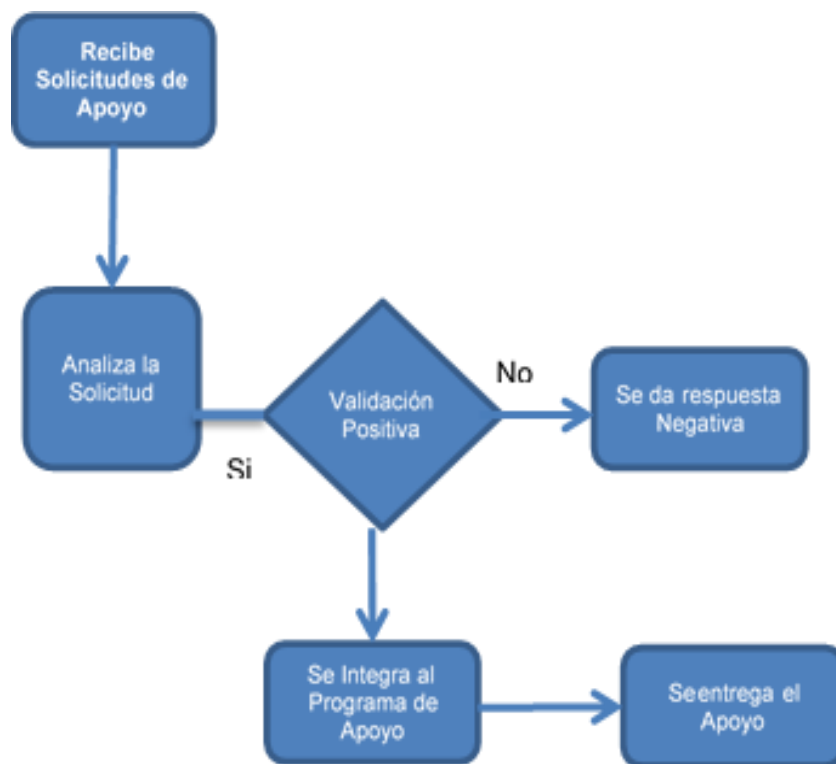 Recibe
Solicitudes de
Apoyo
Analiza la
Solicitud
Si
Validación
Positiva
No
Se da respuesta
Negativa
Se Integra al
Programa de
Apoyo
Seentrega el
Apoyo